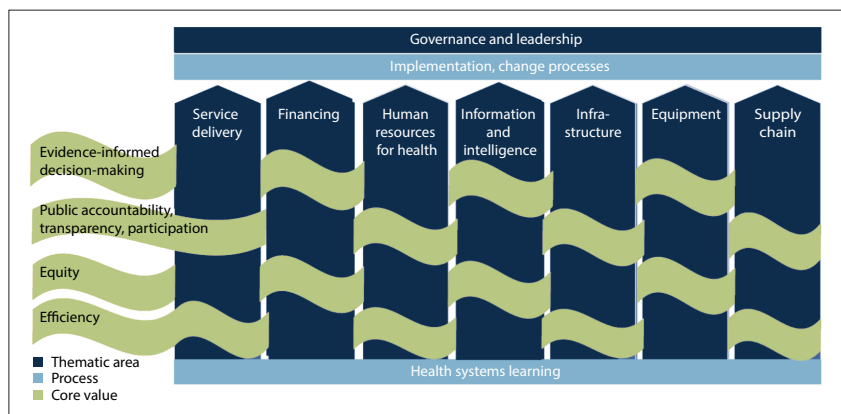 Governance and leadership
Implementation, change processes
Service
delivery
Financing
Human
resources
for health
Information
and
intelligence
Infra-
structure
Equipment
Supply
chain
Evidence-informed
decision-making
Public accountability,
transparency, participation
Equity
Efficiency
Thematic area
Process
Core value
Health systems learning